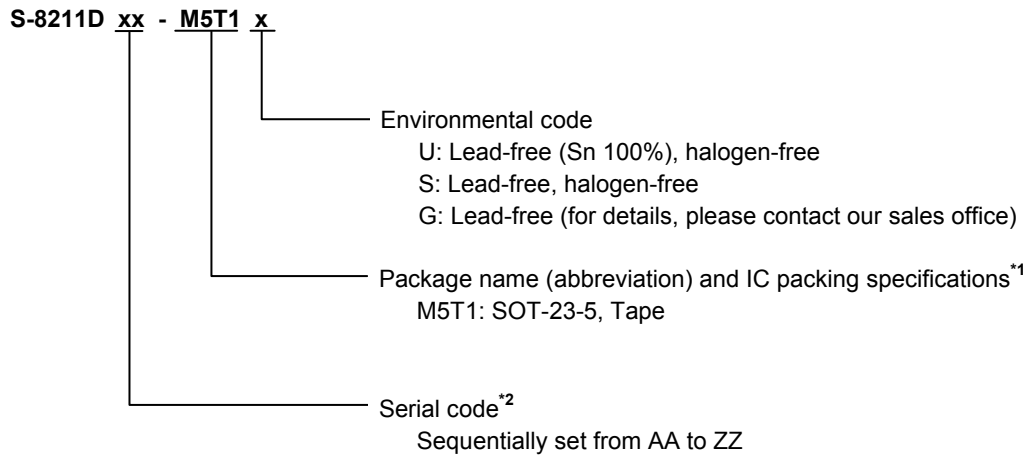 S-8211D xx - M5T1 x
Environmental code
U: Lead-free (Sn 100%), halogen-free
S: Lead-free, halogen-free
G: Lead-free (for details, please contact our sales office)
Package name (abbreviation) and IC packing specifications*1
M5T1: SOT-23-5, Tape
Serial code*2
Sequentially set from AA to ZZ